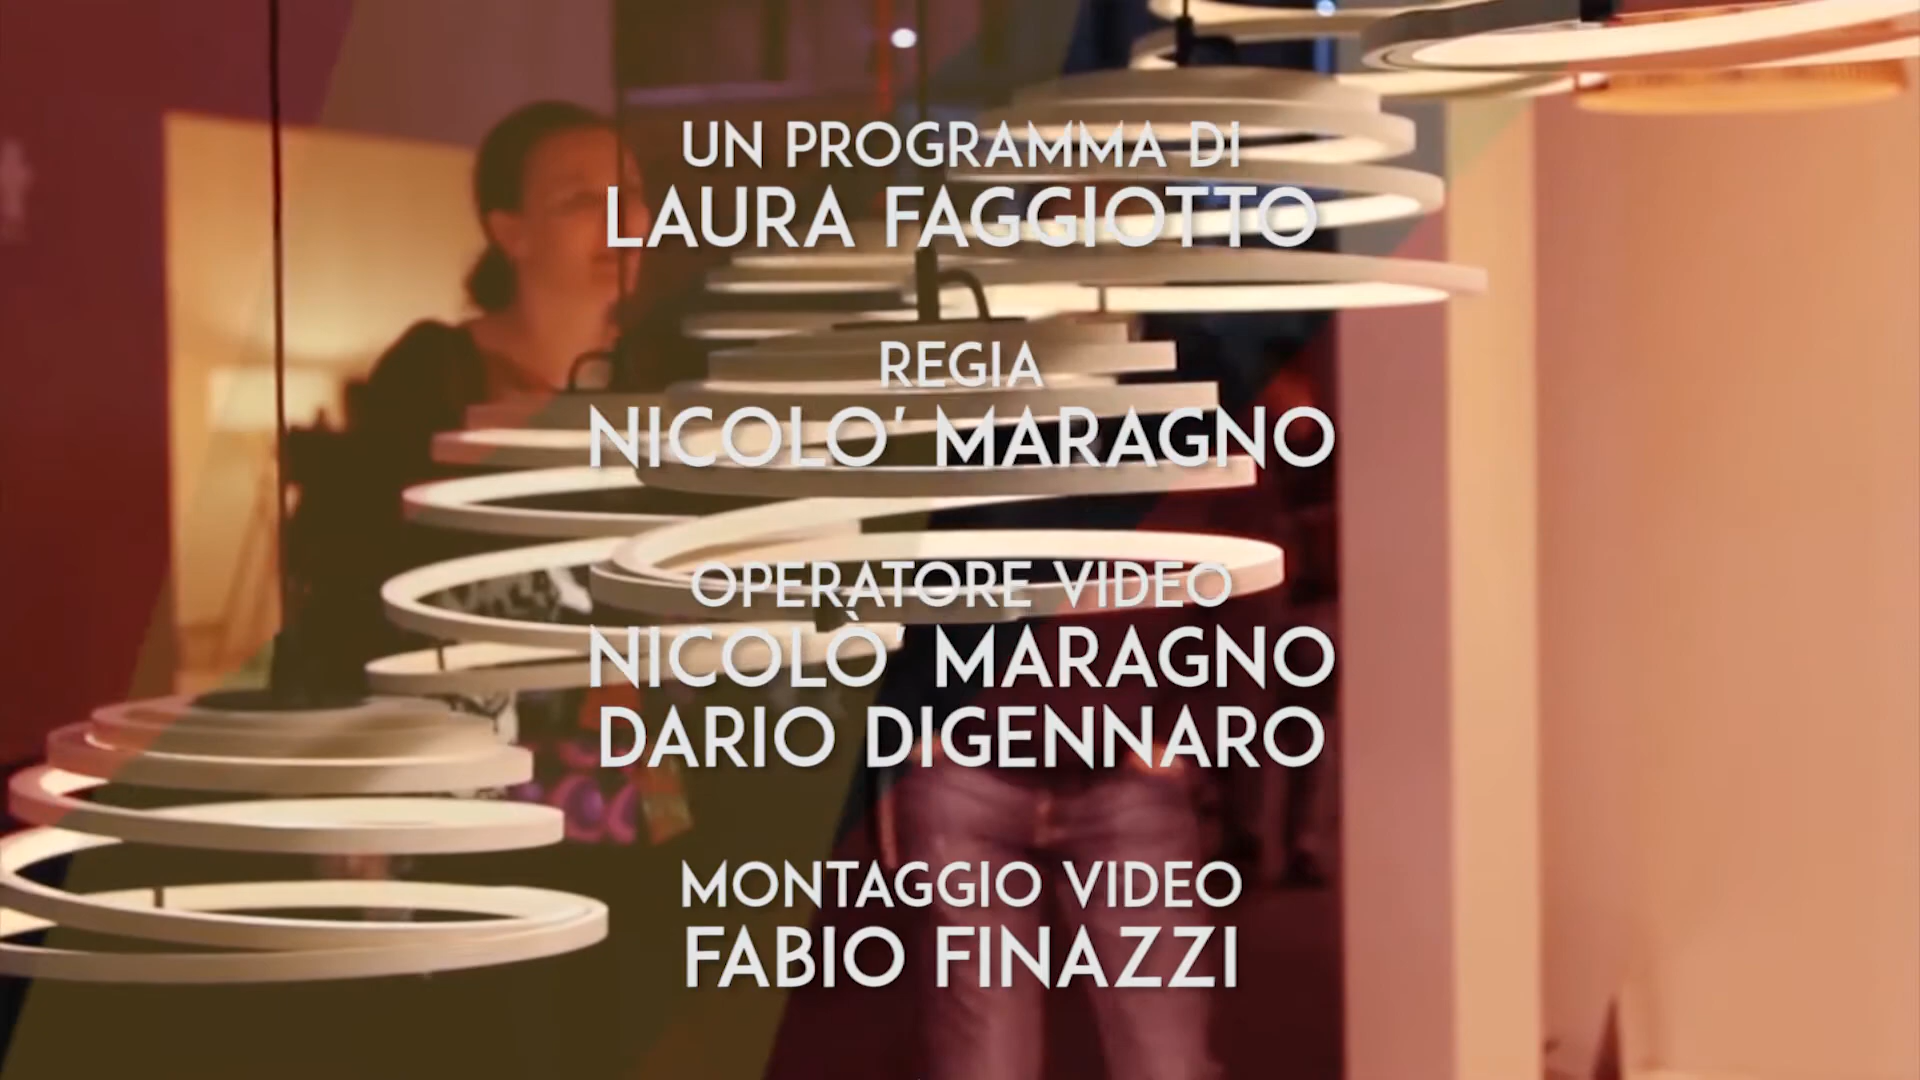 UN PROGRAMMA DI
LAURA FAGGIOTTO
REGIA
NICOLO' MARAGNO
OPERATORE VIDEO
NICOLÒ MARAGNO
DARIO DIGENNARO
MONTAGGIO VIDEO
FABIO FINAZZI